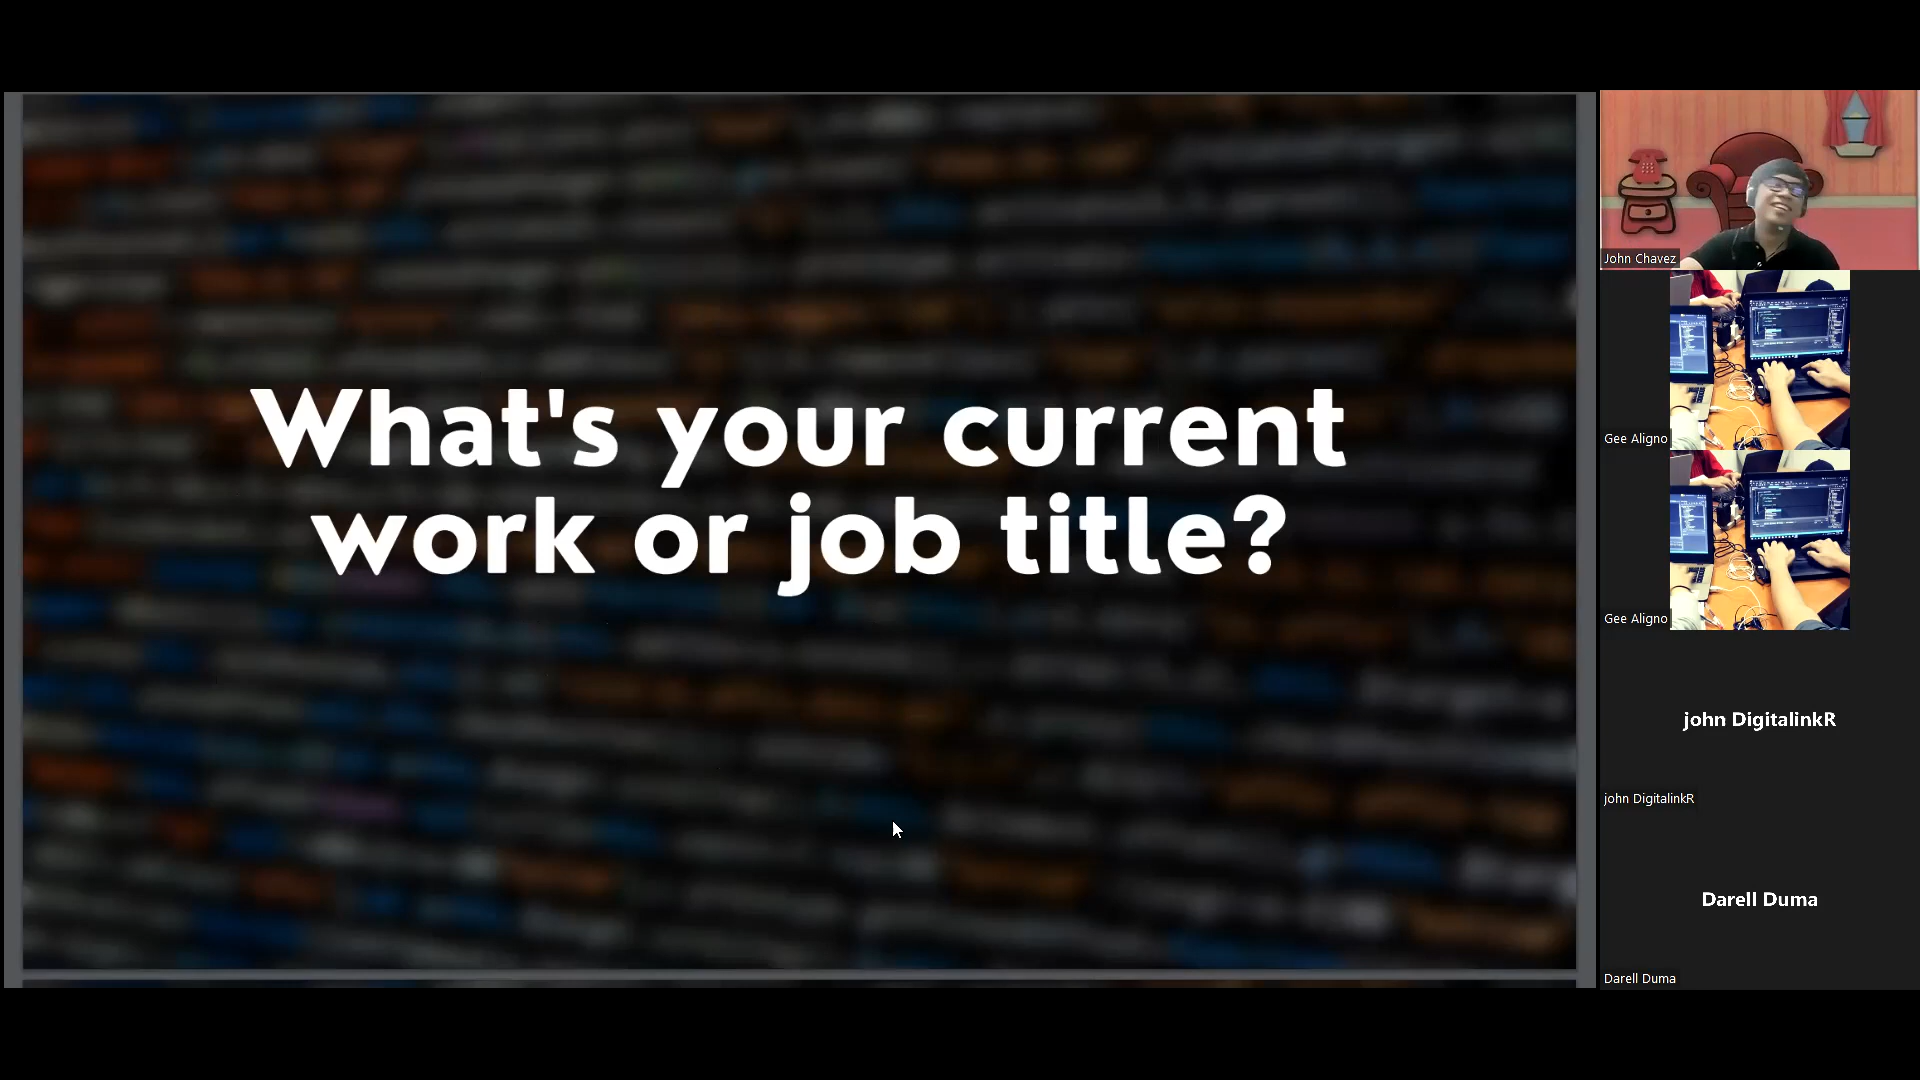 What's your current
work or job title?
John Chavez
Gee Aligno
Gee Aligno
john DigitalinkR
john DigitalinkR
Darell Duma
Darell Duma